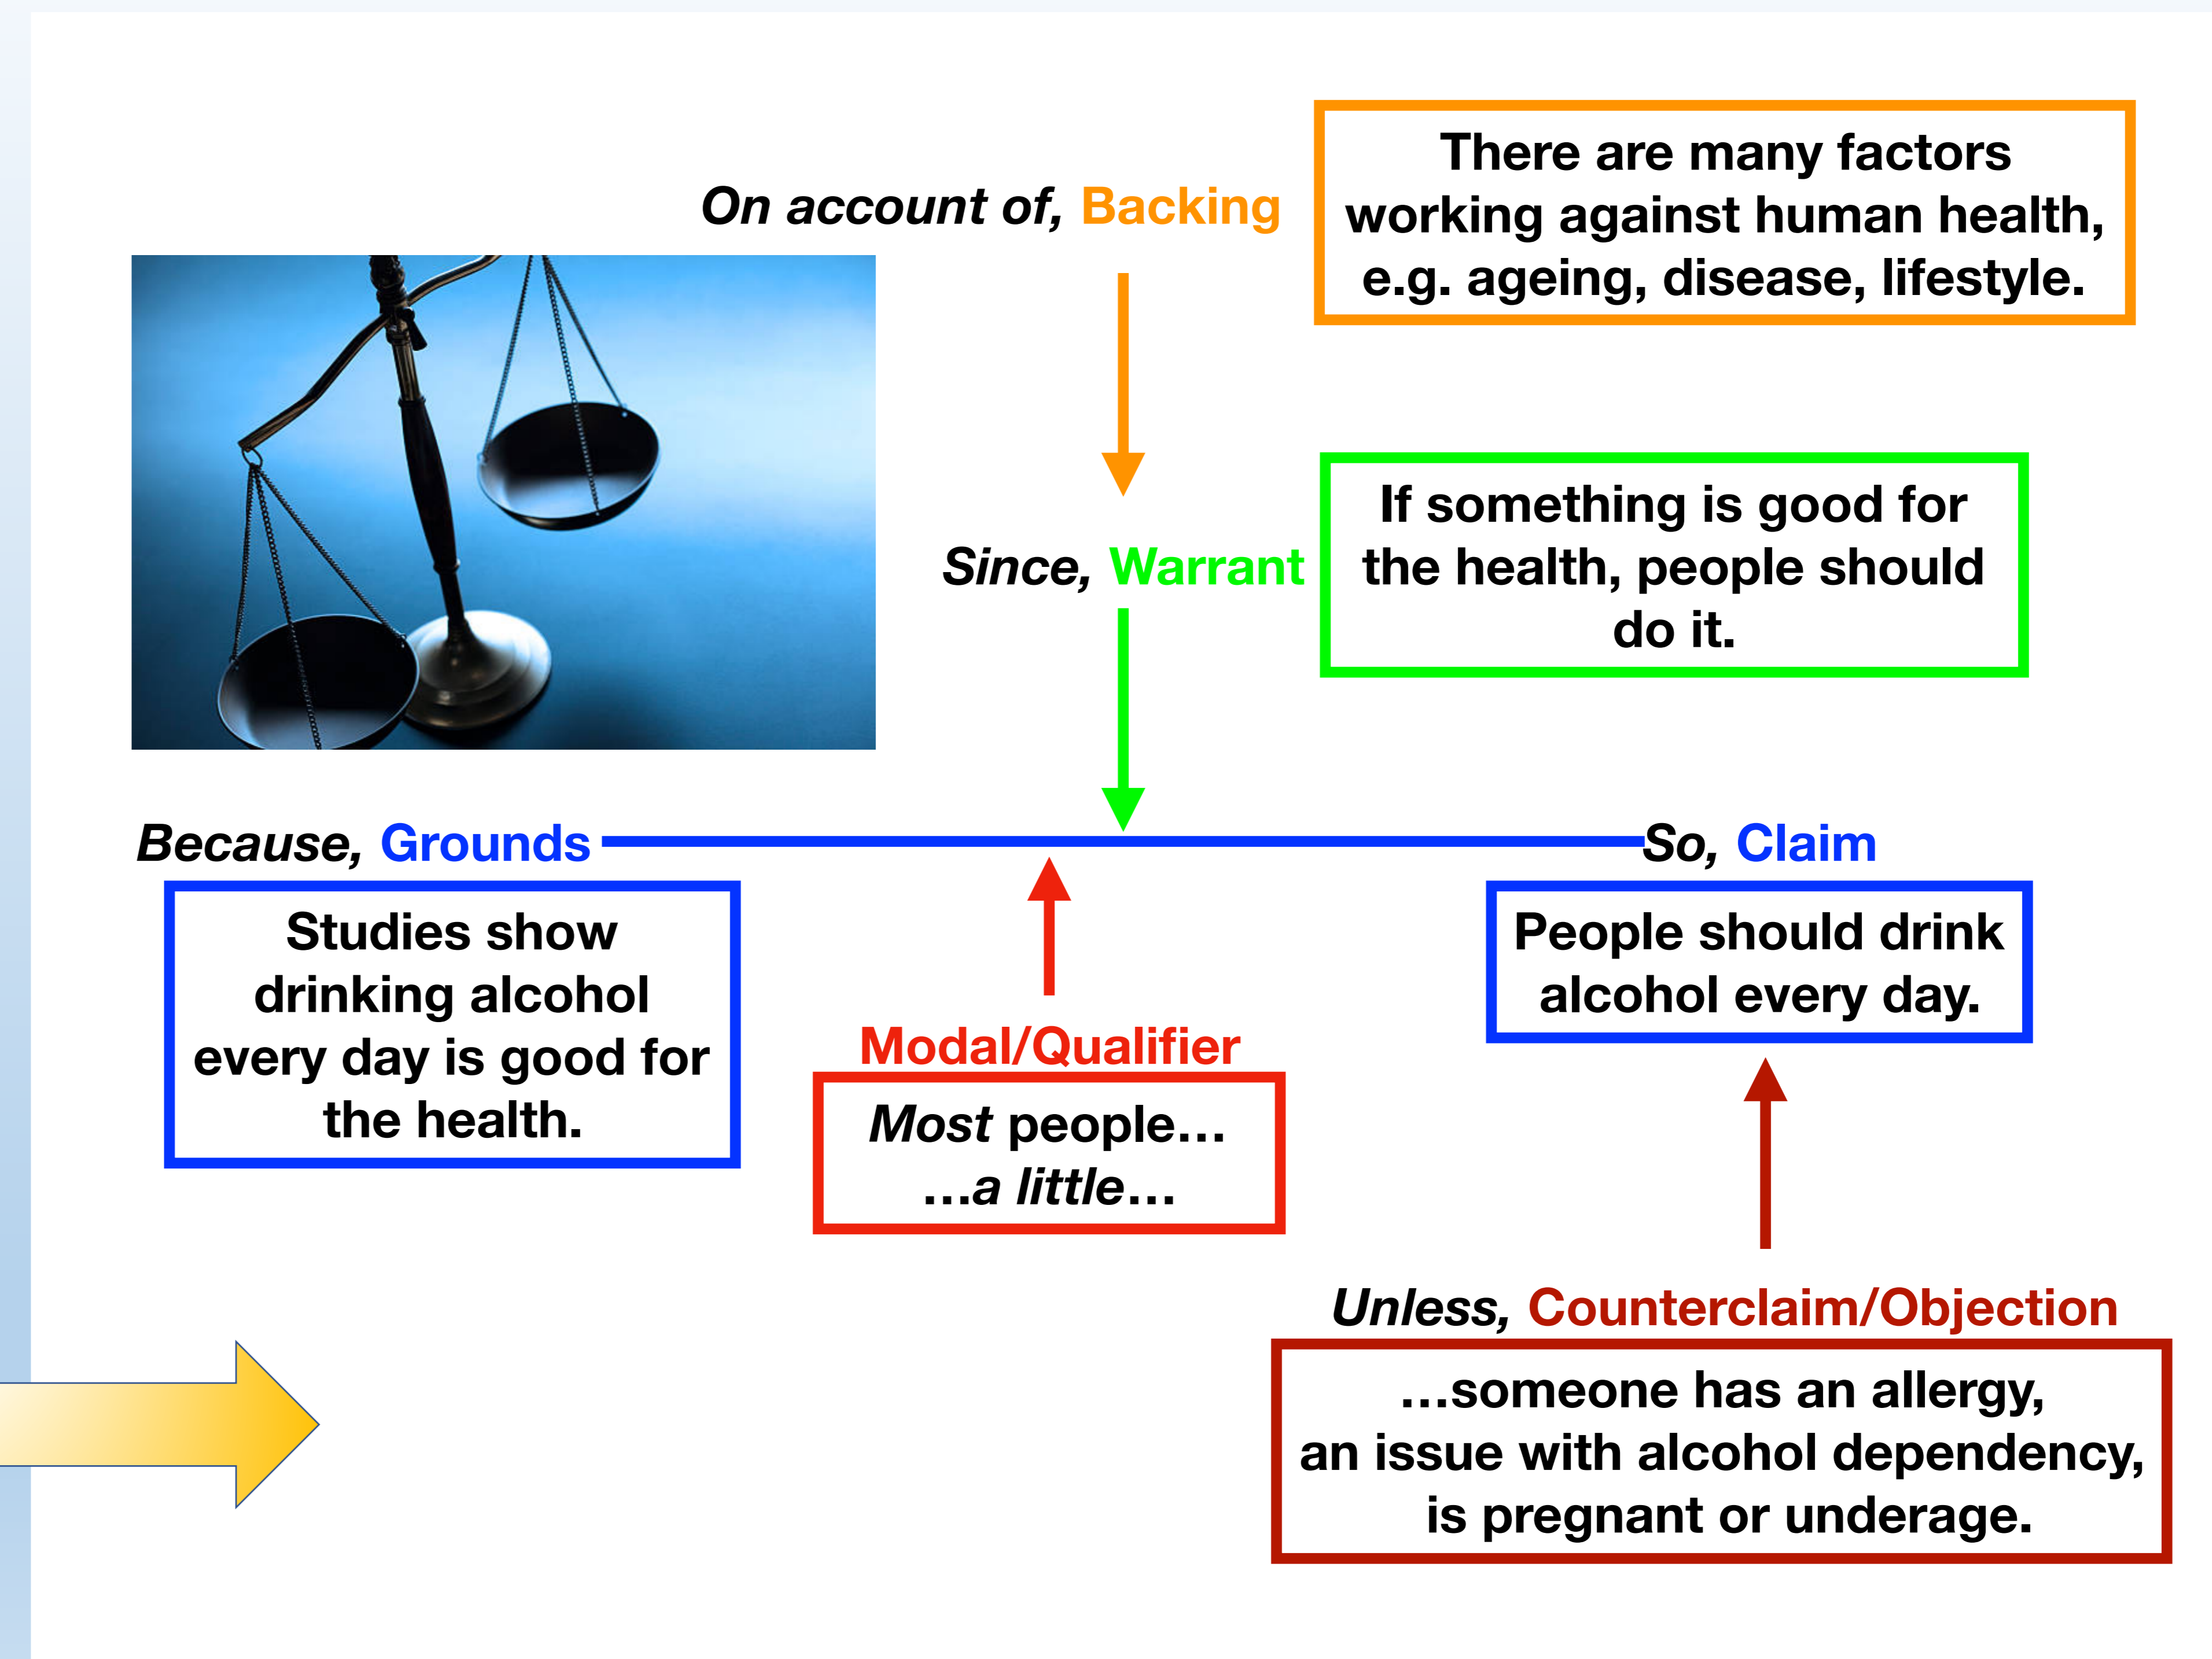 On account of, Backing
There are many factors
working against human health,
e.g. ageing, disease, lifestyle.
Since, Warrant
If something is good for
the health, people should
do it.
Because, Grounds
Studies show
drinking alcohol
every day is good for
the health.
So, Claim
People should drink
alcohol every day.
Modal/Qualifier
Most people…
…a little…
Unless, Counterclaim/Objection
…someone has an allergy,
an issue with alcohol dependency,
is pregnant or underage.